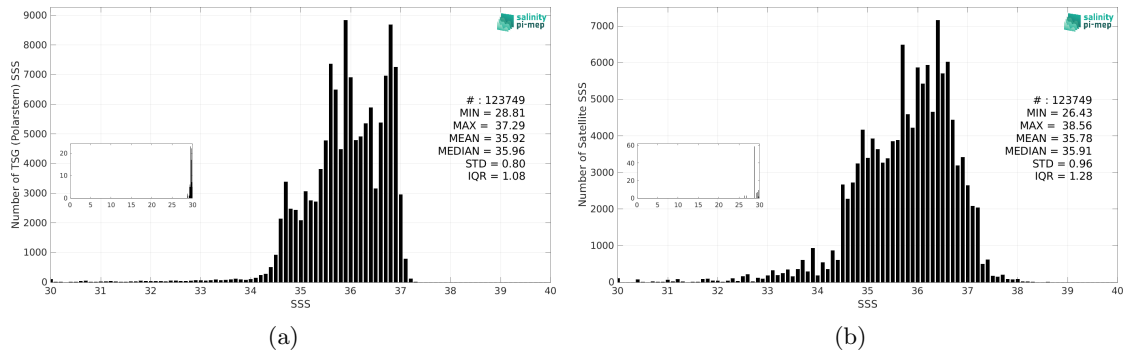 9000
8000
7000
6000
5000
4000
3000
2000
1000
0
Number of TSG (Polarstern) SSS
salinity
pi-mep
# : 123749
MIN = 28.81
MAX = 37.29
MEAN = 35.92
MEDIAN = 35.96
STD = 0.80
IQR = 1.08
20
10
0
0 5 10 15 20 25 30
30 31 32 33 34 35 36 37 38 39 40
SSS
(a)
7000
6000
5000
4000
3000
2000
1000
0
Number of Satellite SSS
salinity
pi-mep
# : 123749
MIN = 26.43
MAX = 38.56
MEAN = 35.78
MEDIAN = 35.91
STD = 0.96
IQR = 1.28
60
40
20
0
0 5 10 15 20 25 30
30 31 32 33 34 35 36 37 38 39 40
SSS
(b)